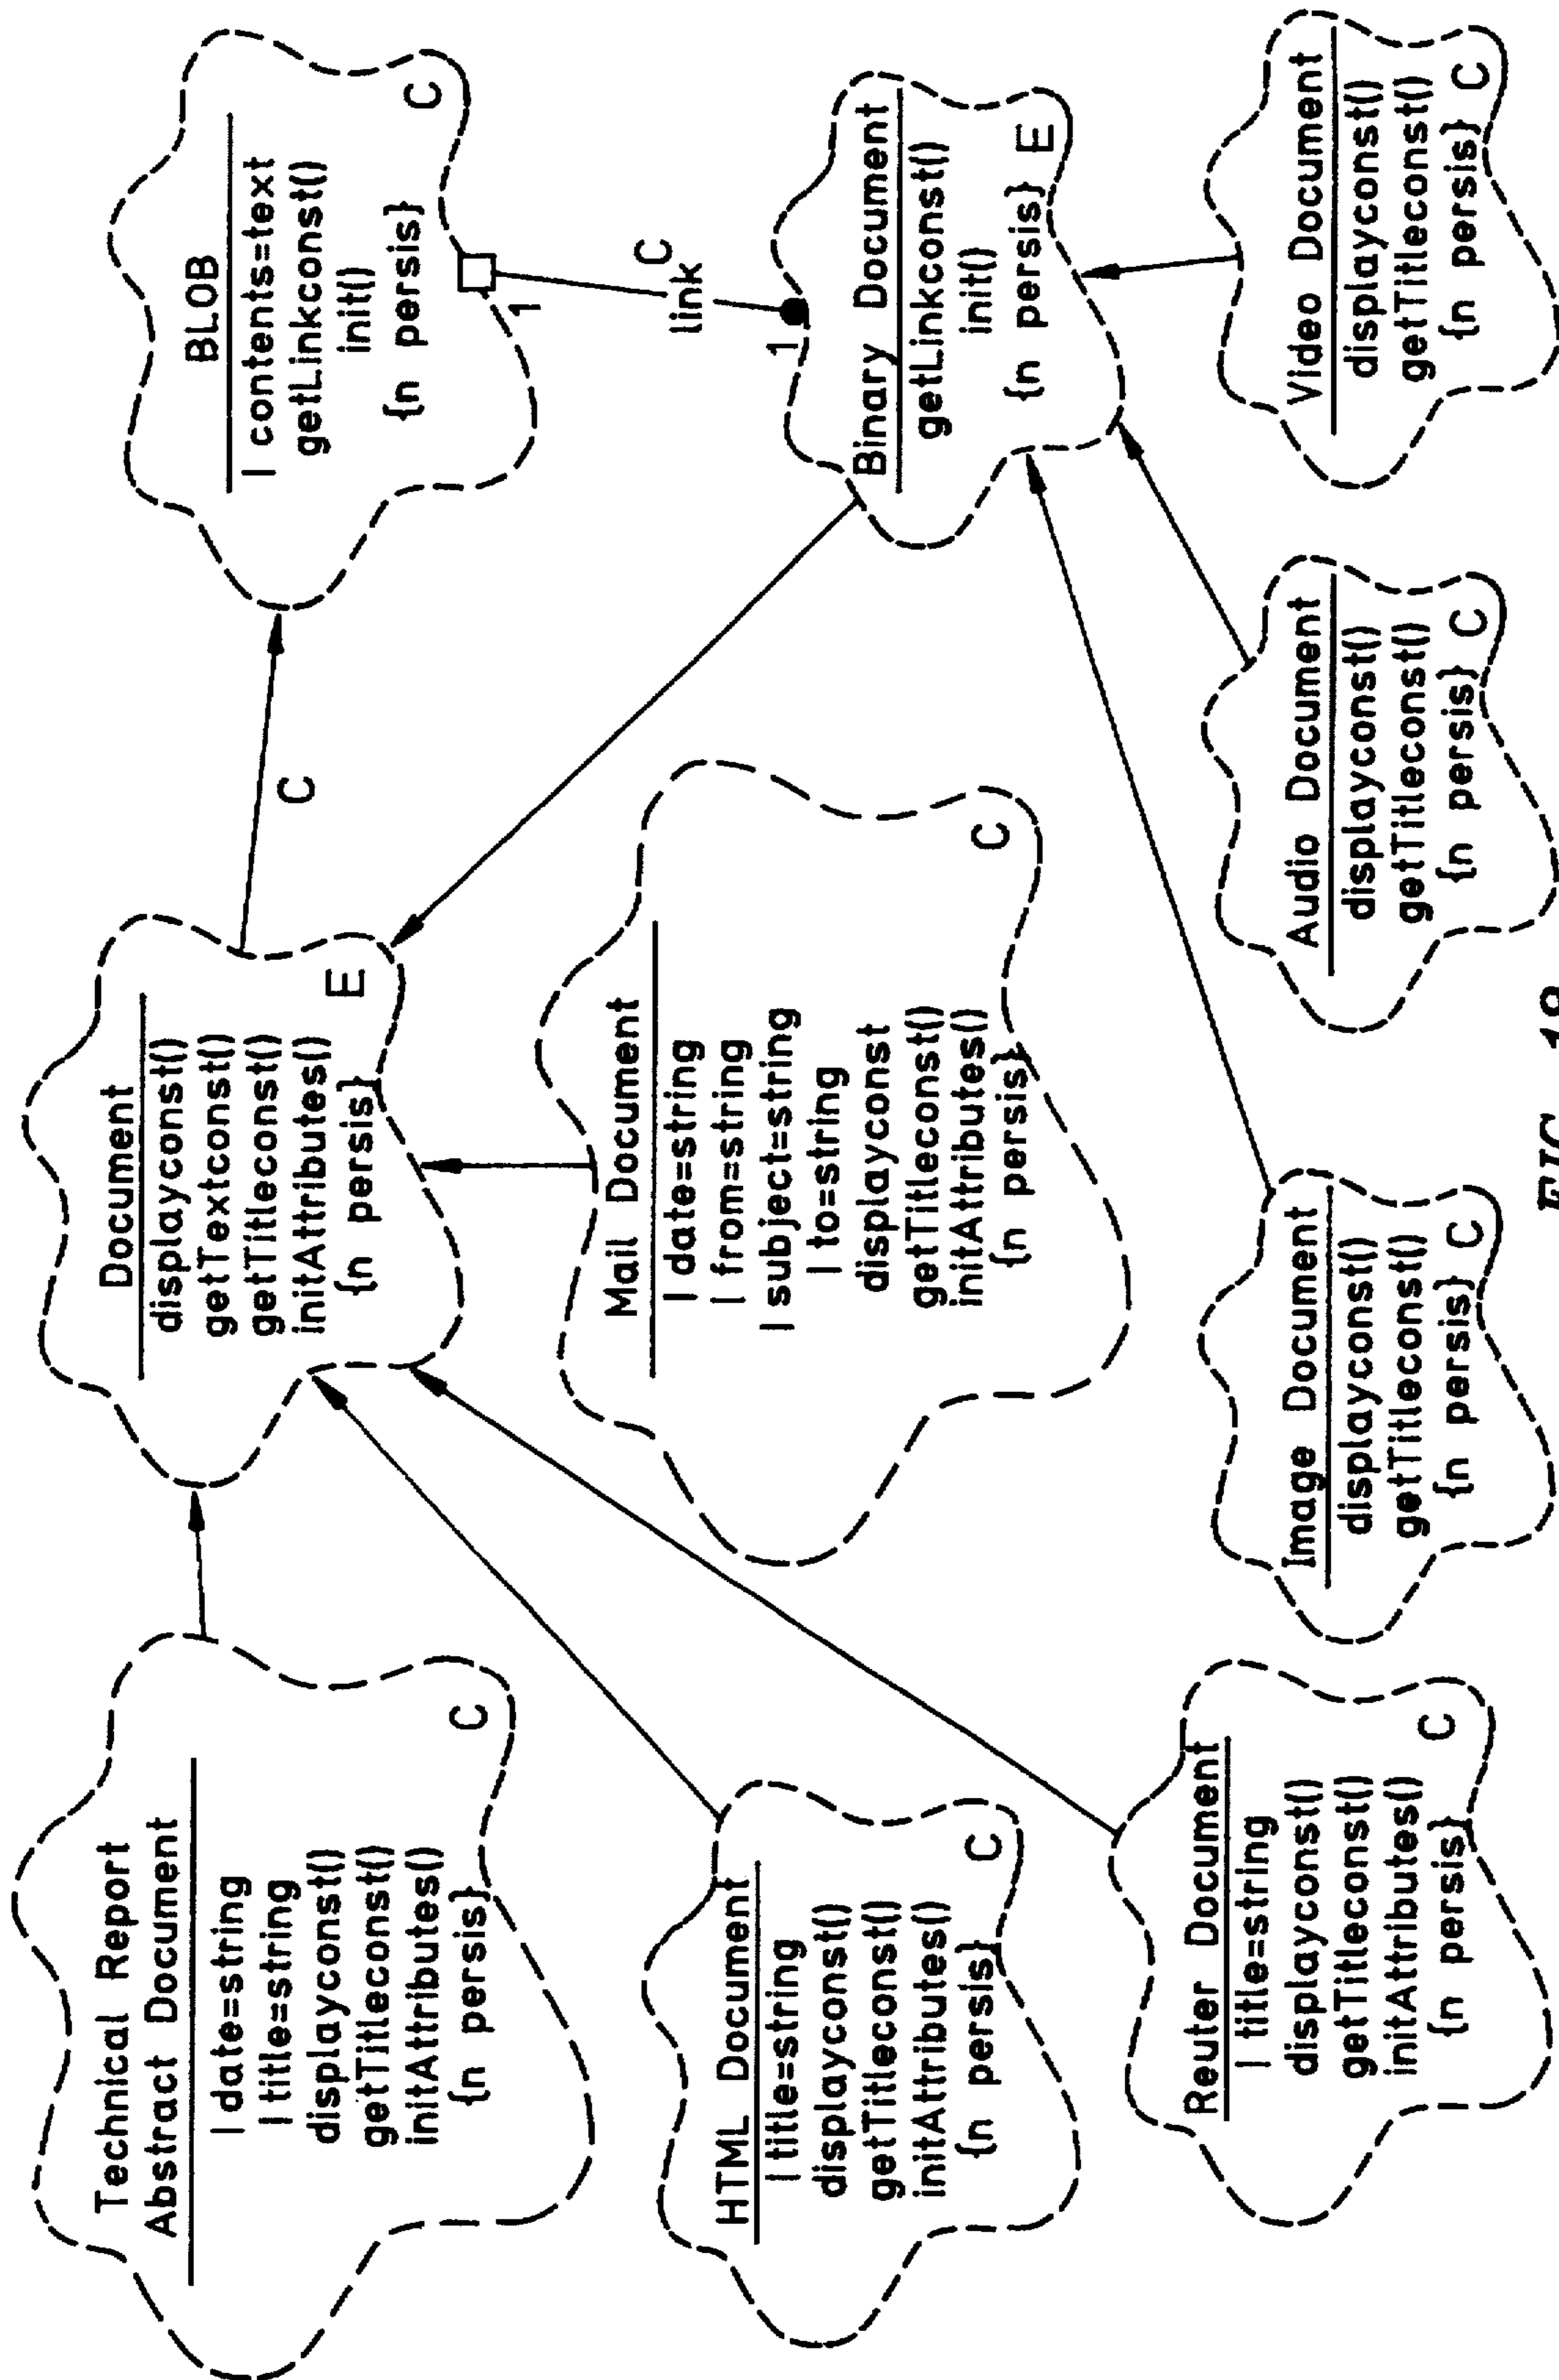 Technical Report
Abstract Document
| date=string
| title=string
displayconst()
getTitleconst()
initAttributes()
{n persis}
C
Document
displayconst()
getTextconst()
getTitleconst()
initAttributes()
{n persis}
E
C
BLOB
| contents=text
getLinkconst()
init()
{n persis}
C
1
C
link
1
HTML Document
| title=string
displayconst()
getTitleconst()
initAttributes()
{n persis}
C
Mail Document
| date=string
| from=string
| subject=string
| to=string
displayconst
getTitleconst()
initAttributes()
{n persis}
C
Binary Document
getLinkconst()
init()
{n persis}
E
Reuter Document
| title=string
displayconst()
getTitleconst()
initAttributes()
{n persis}
C
Image Document
displayconst()
getTitleconst()
{n persis} C
Audio Document
displayconst()
getTitleconst()
{n persis} C
Video Document
displayconst()
getTitleconst()
{n persis} C